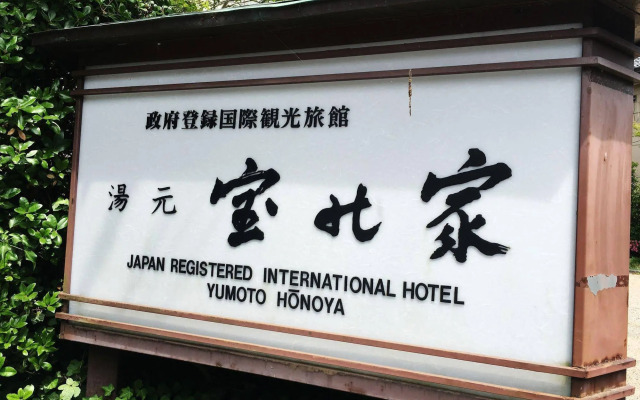 政府登録国際観光旅館
湯元 宝の家
JAPAN REGISTERED INTERNATIONAL HOTEL
YUMOTO HŌNOYA